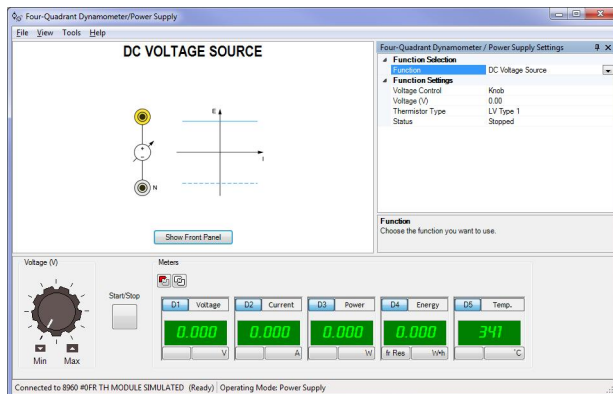 Four-Quadrant Dynamometer/Power Supply
File View Tools Help
DC VOLTAGE SOURCE
E
I
N
Show Front Panel
Four-Quadrant Dynamometer / Power Supply Settings
Function Selection
Function DC Voltage Source
Function Settings
Voltage Control Knob
Voltage (V) 0.00
Thermistor Type LV Type 1
Status Stopped
Function
Choose the function you want to use.
Voltage (V)
Min Max
Start/Stop
Meters
D1 Voltage D2 Current D3 Power D4 Energy D5 Temp.
0.000 0.000 0.000 0.000 341
V A W fr Res W•h °C
Connected to 8960 #0FR TH MODULE SIMULATED (Ready) Operating Mode: Power Supply